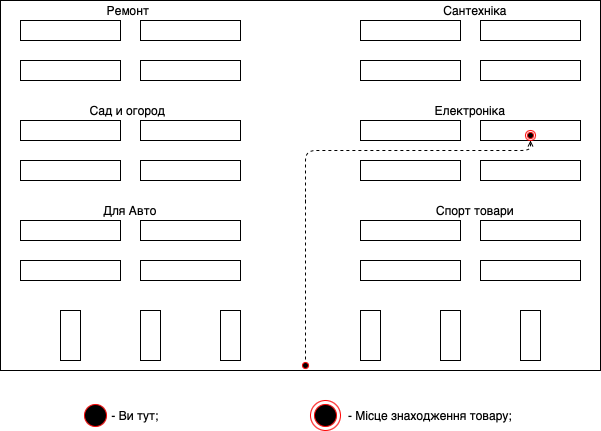 Ремонт
Сантехніка
Сад и огород
Електроніка
Для Авто
Спорт товари
- Ви тут;
- Місце знаходження товару;